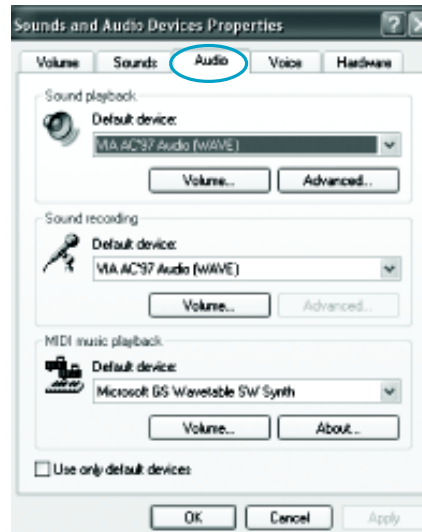 Sounds and Audio Devices Properties
Volume Sounds Audio Voice Hardware
Sound playback
Default device:
VIA AC'97 Audio (WAVE)
Volume... Advanced...
Sound recording
Default device:
VIA AC'97 Audio (WAVE)
Volume... Advanced...
MIDI music playback
Default device:
Microsoft GS Wavetable SW Synth
Volume... About...
Use only default devices
OK Cancel Apply